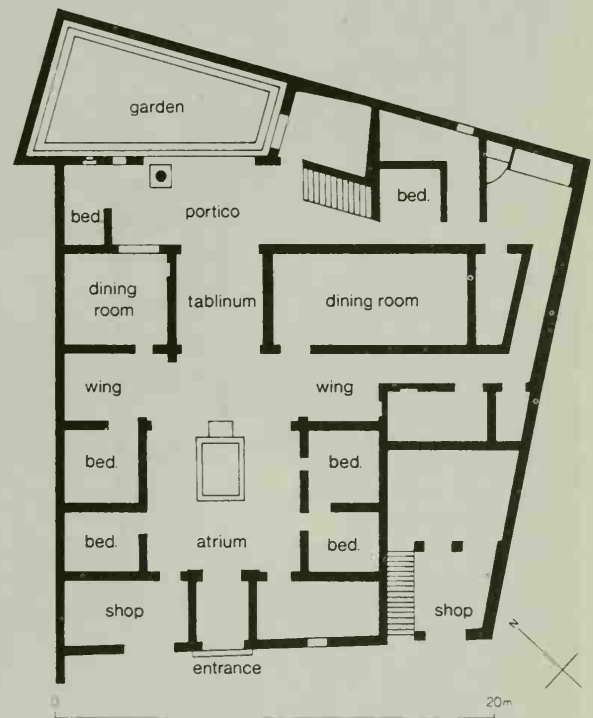 garden
bed.
portico
bed.
dining
room
tablinum
dining room
wing
wing
bed.
bed.
bed.
atrium
bed.
shop
shop
entrance
N
0
20m